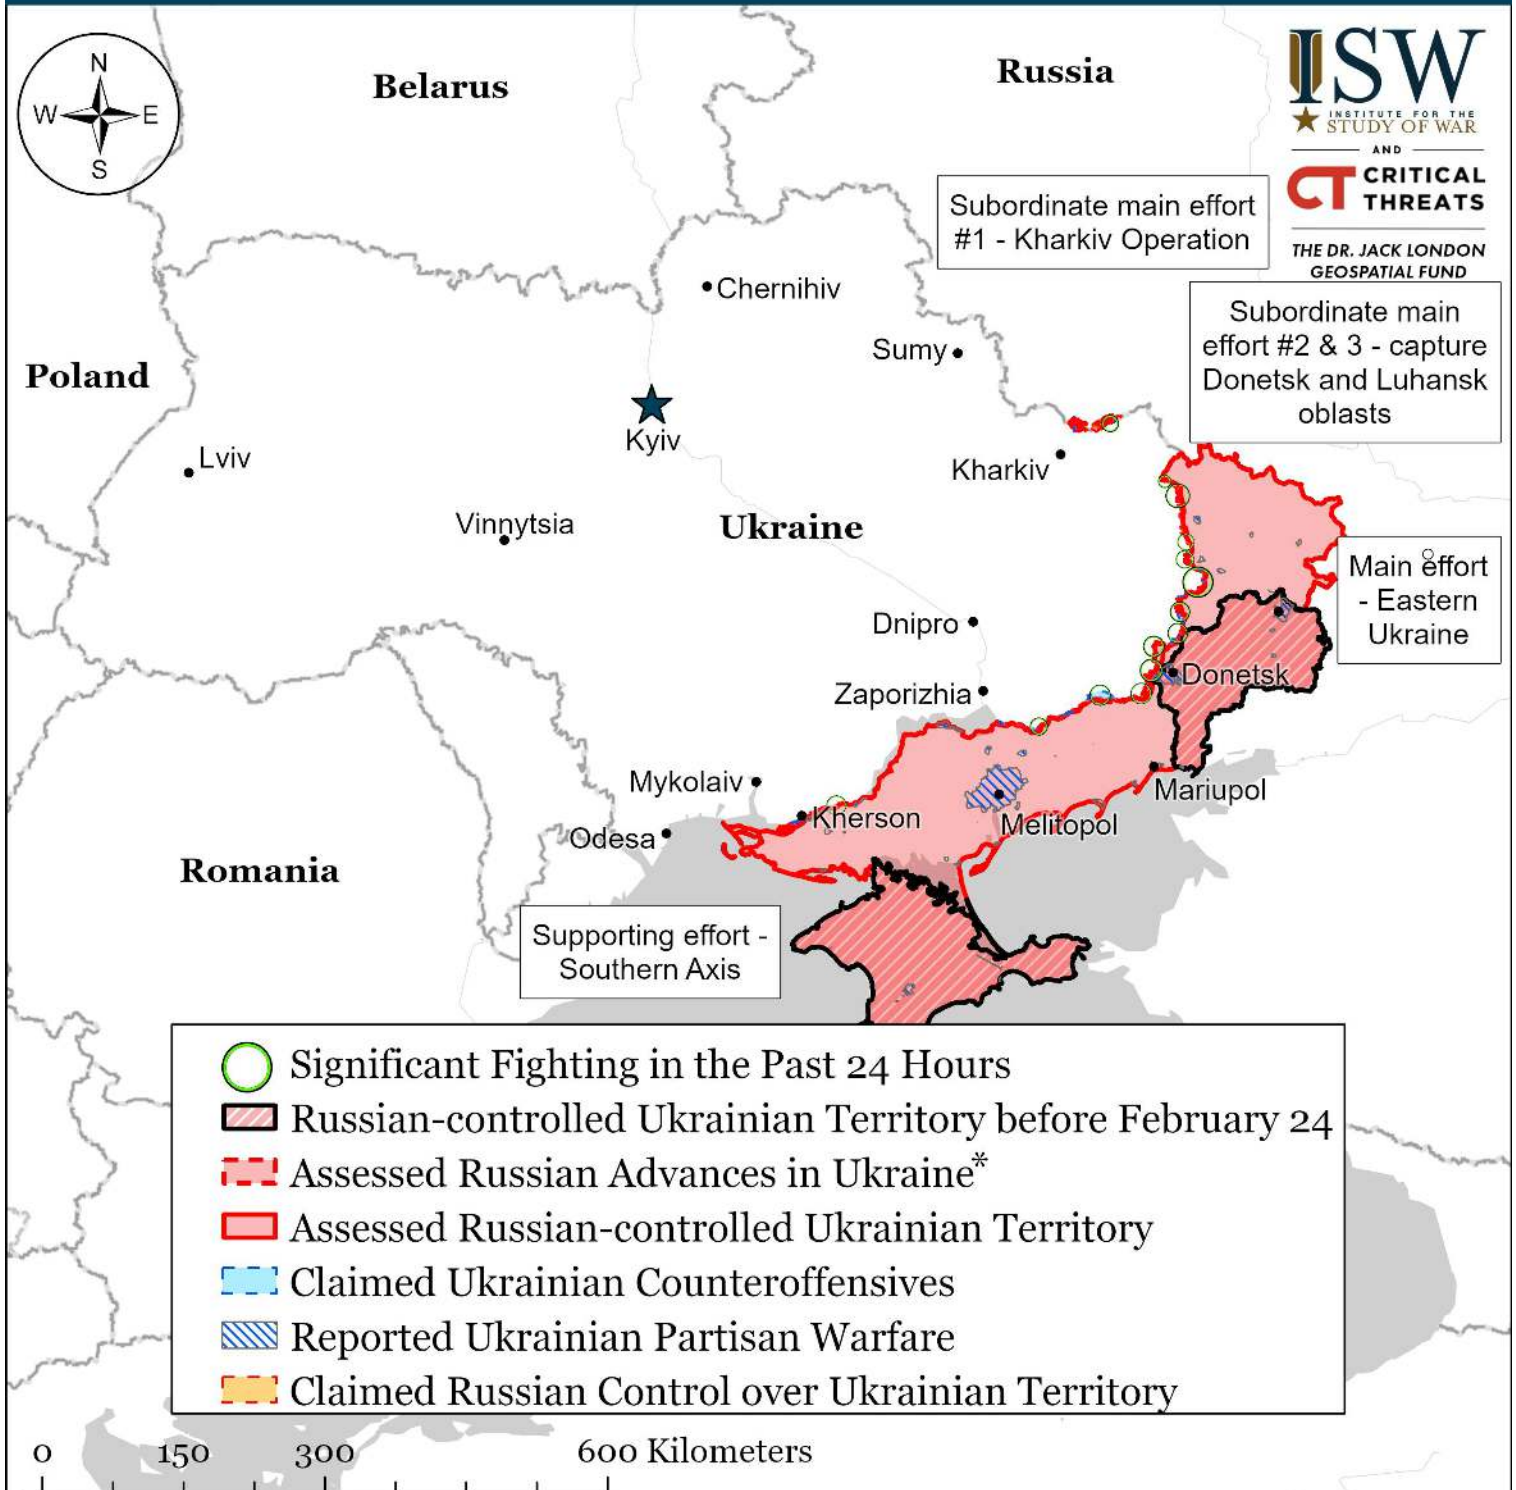 N
W
E
S
Belarus
Russia
ISW
INSTITUTE FOR THE
STUDY OF WAR
AND
CT CRITICAL
THREATS
THE DR. JACK LONDON
GEOSPATIAL FUND
Subordinate main effort
#1 - Kharkiv Operation
Chernihiv
Subordinate main
effort #2 & 3 - capture
Donetsk and Luhansk
oblasts
Sumy
Poland
Kyiv
Lviv
Kharkiv
Vinnytsia
Ukraine
Main effort
- Eastern
Ukraine
Dnipro
Donetsk
Zaporizhia
Mykolaiv
Mariupol
Kherson
Melitopol
Odesa
Romania
Supporting effort -
Southern Axis
Significant Fighting in the Past 24 Hours
Russian-controlled Ukrainian Territory before February 24
Assessed Russian Advances in Ukraine*
Assessed Russian-controlled Ukrainian Territory
Claimed Ukrainian Counteroffensives
Reported Ukrainian Partisan Warfare
Claimed Russian Control over Ukrainian Territory
0 150 300 600 Kilometers